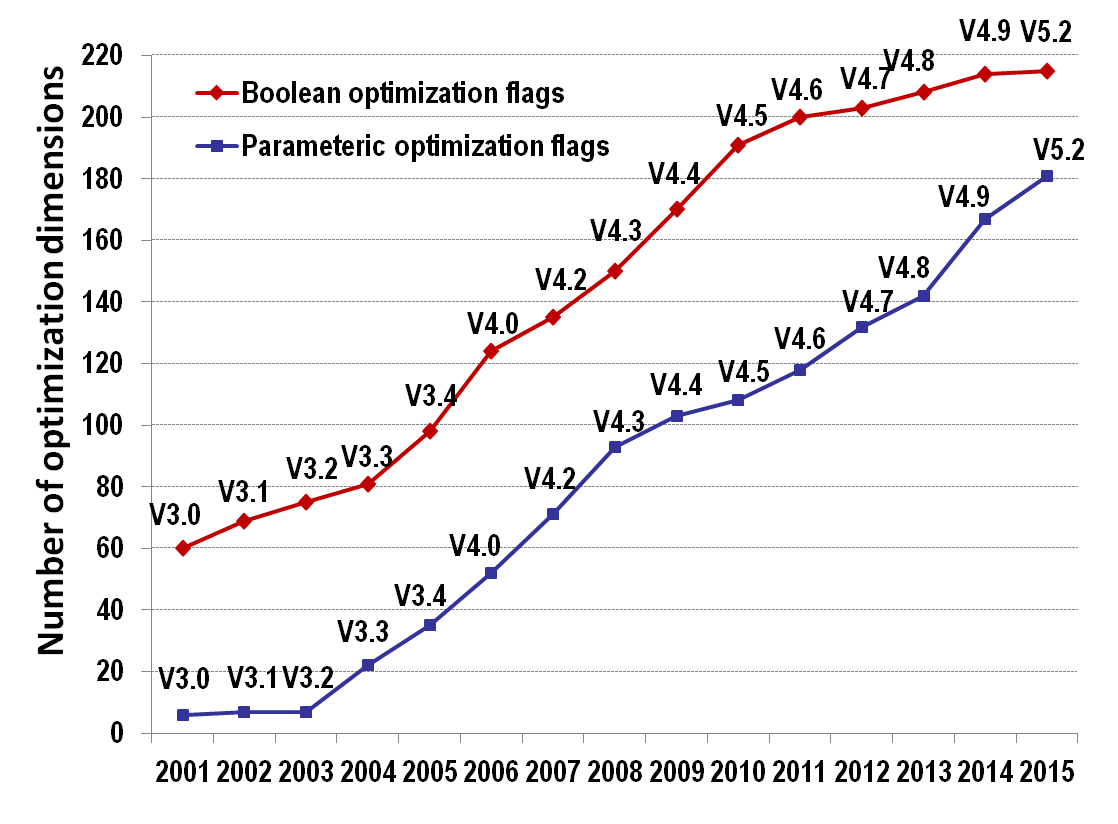 Number of optimization dimensions
220
200
180
160
140
120
100
80
60
40
20
0
Boolean optimization flags
Parameteric optimization flags
V3.0
V3.1
V3.2
V3.3
V3.4
V4.0
V4.2
V4.3
V4.4
V4.5
V4.6
V4.7
V4.8
V4.9
V5.2
V3.0
V3.1
V3.2
V3.3
V3.4
V4.0
V4.2
V4.3
V4.4
V4.5
V4.6
V4.7
V4.8
V4.9
V5.2
2001 2002 2003 2004 2005 2006 2007 2008 2009 2010 2011 2012 2013 2014 2015